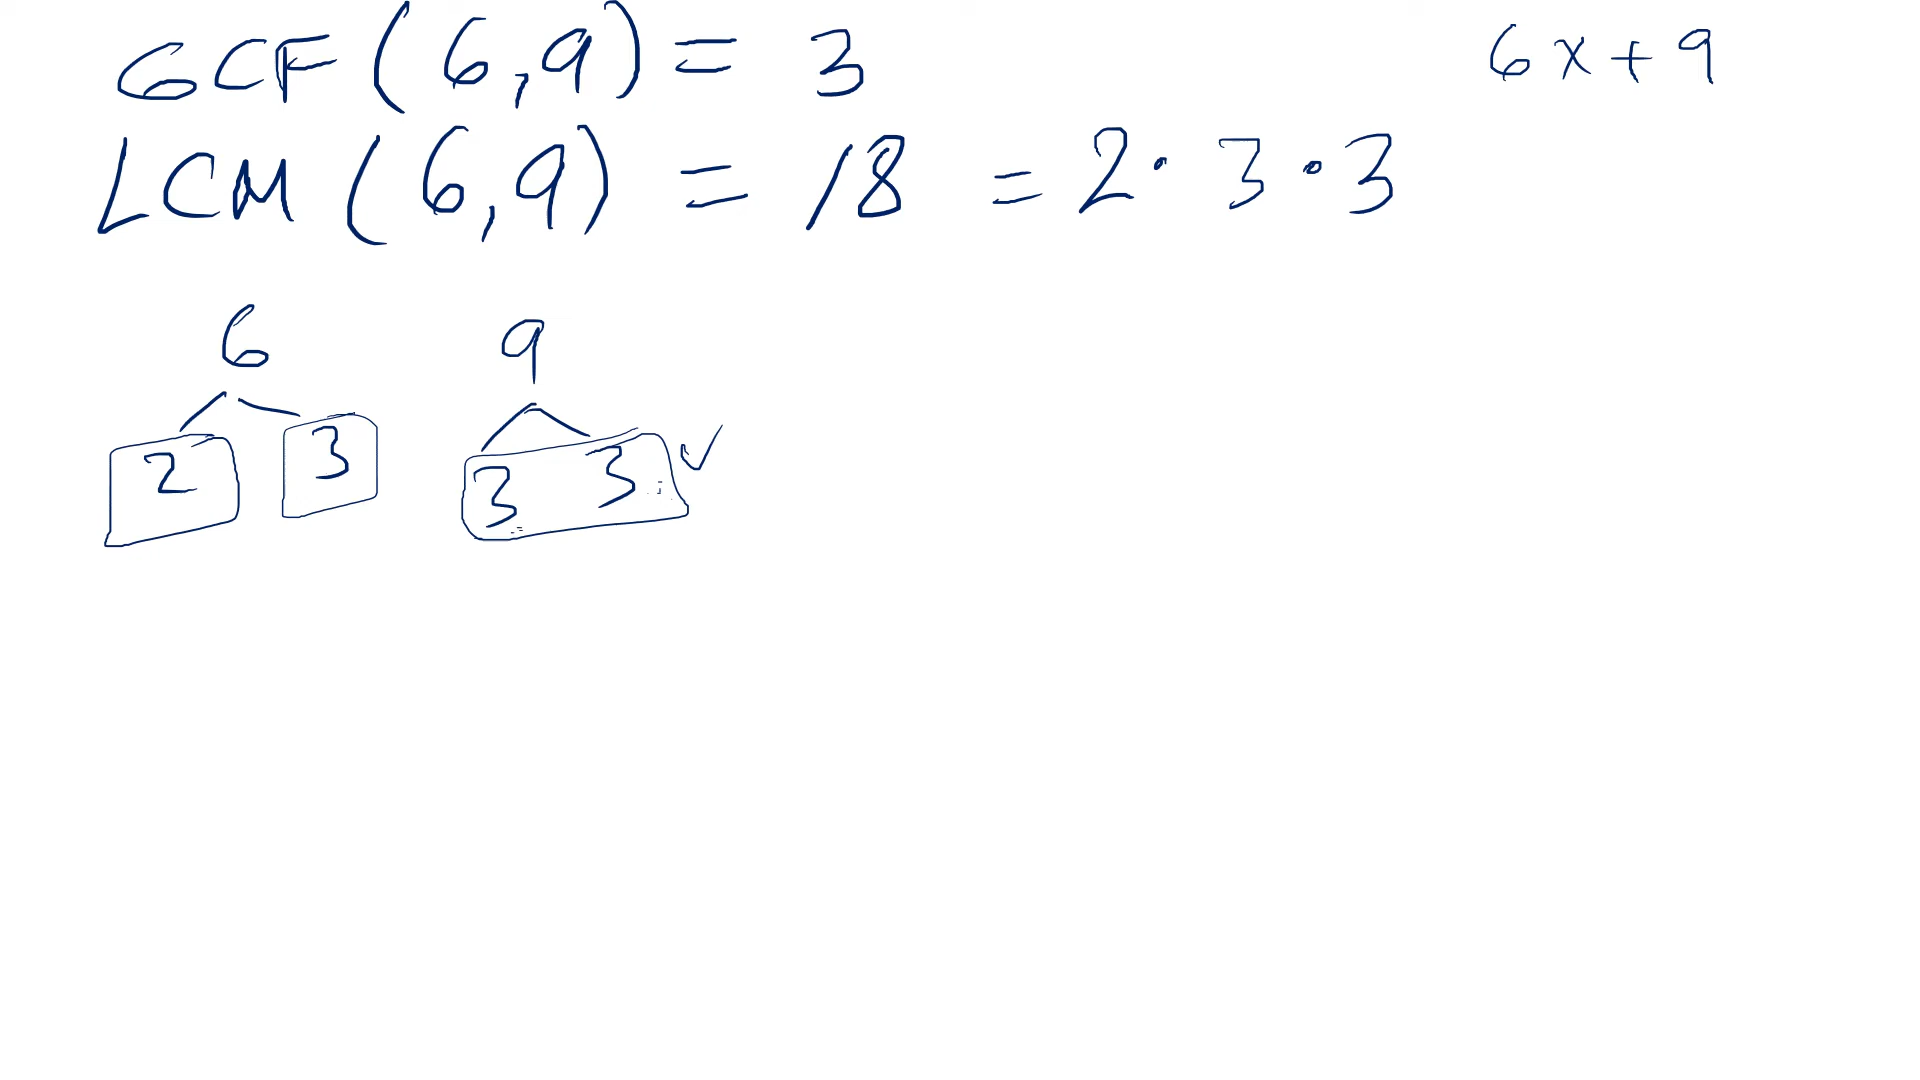 GCF(6,9) = 3
6x+9
LCM(6,9) = 18 = 2·3·3
6 9
2 3 3 3 ✓